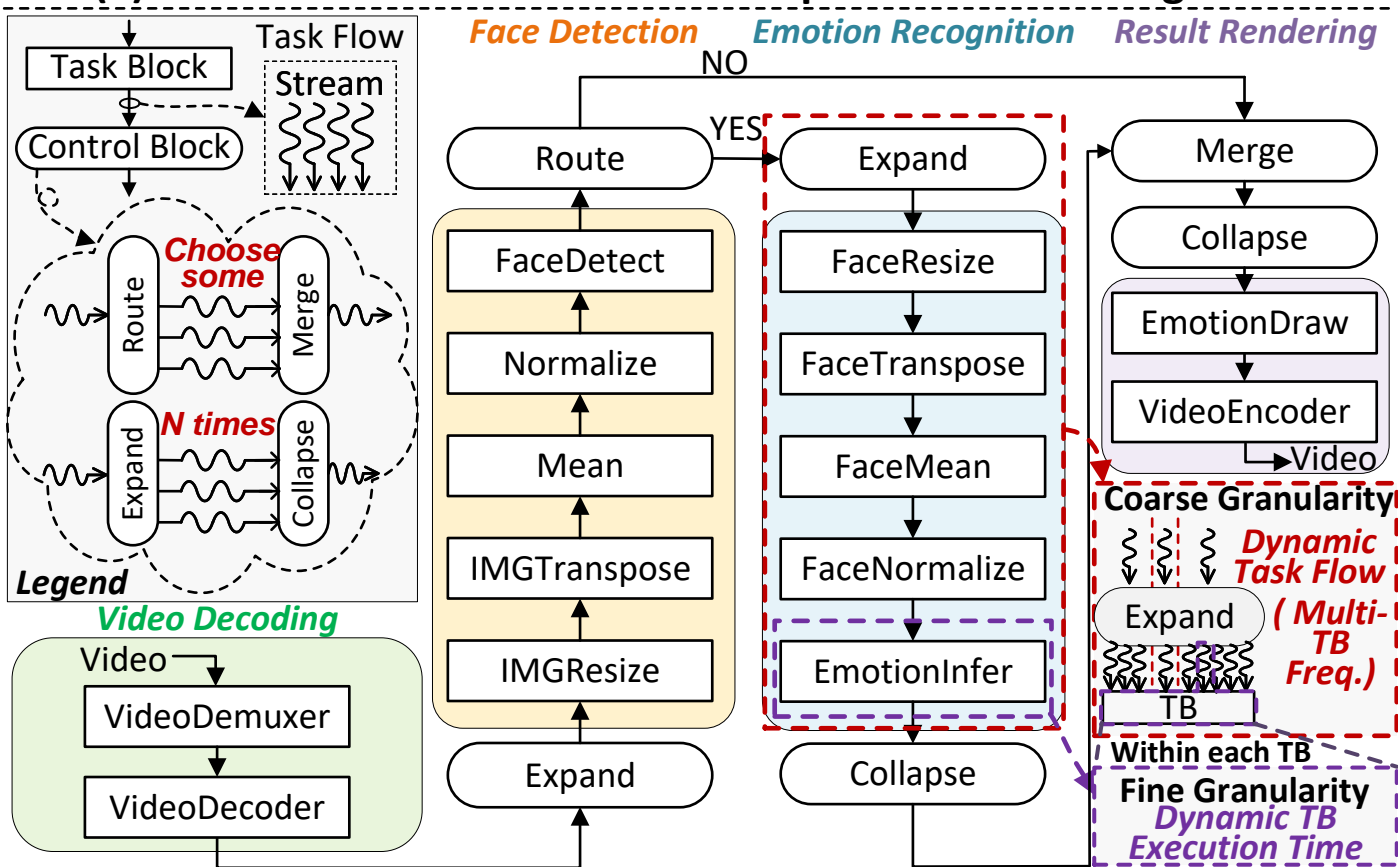 Task Flow
Task Block
Stream
Control Block
Choose
some
Route
Merge
N times
Expand
Collapse
Legend
Video Decoding
Video
VideoDemuxer
VideoDecoder
Face Detection
Route
FaceDetect
Normalize
Mean
IMGTranspose
IMGResize
Expand
NO
YES
Emotion Recognition
Expand
FaceResize
FaceTranspose
FaceMean
FaceNormalize
EmotionInfer
Collapse
Result Rendering
Merge
Collapse
EmotionDraw
VideoEncoder
Video
Coarse Granularity
Dynamic
Task Flow
( Multi-
TB
Freq.)
Expand
TB
Within each TB
Fine Granularity
Dynamic TB
Execution Time